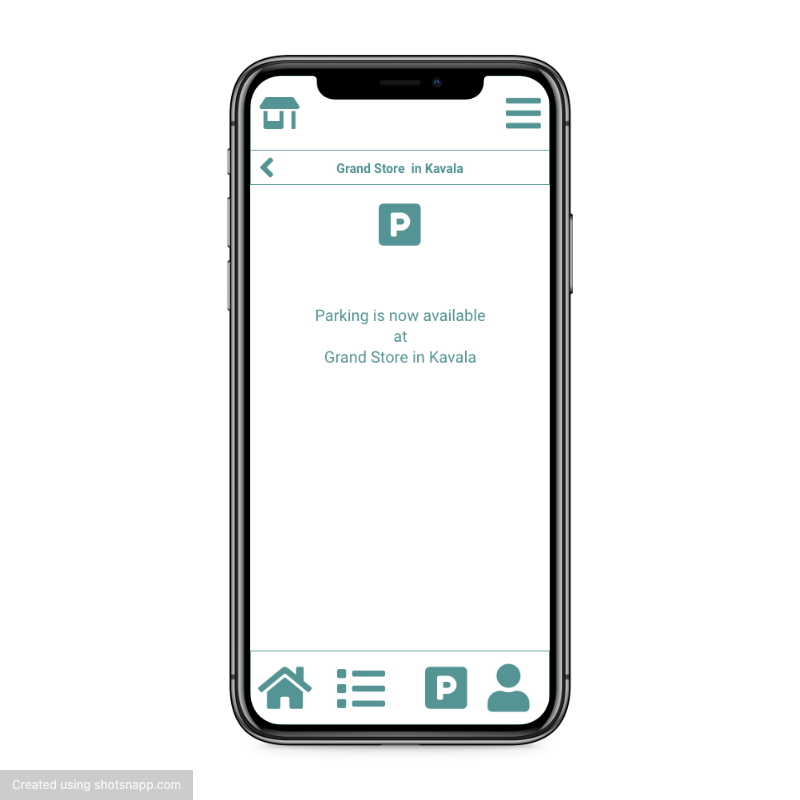 Grand Store in Kavala
P
Parking is now available
at
Grand Store in Kavala
P
Created using shotsnapp.com